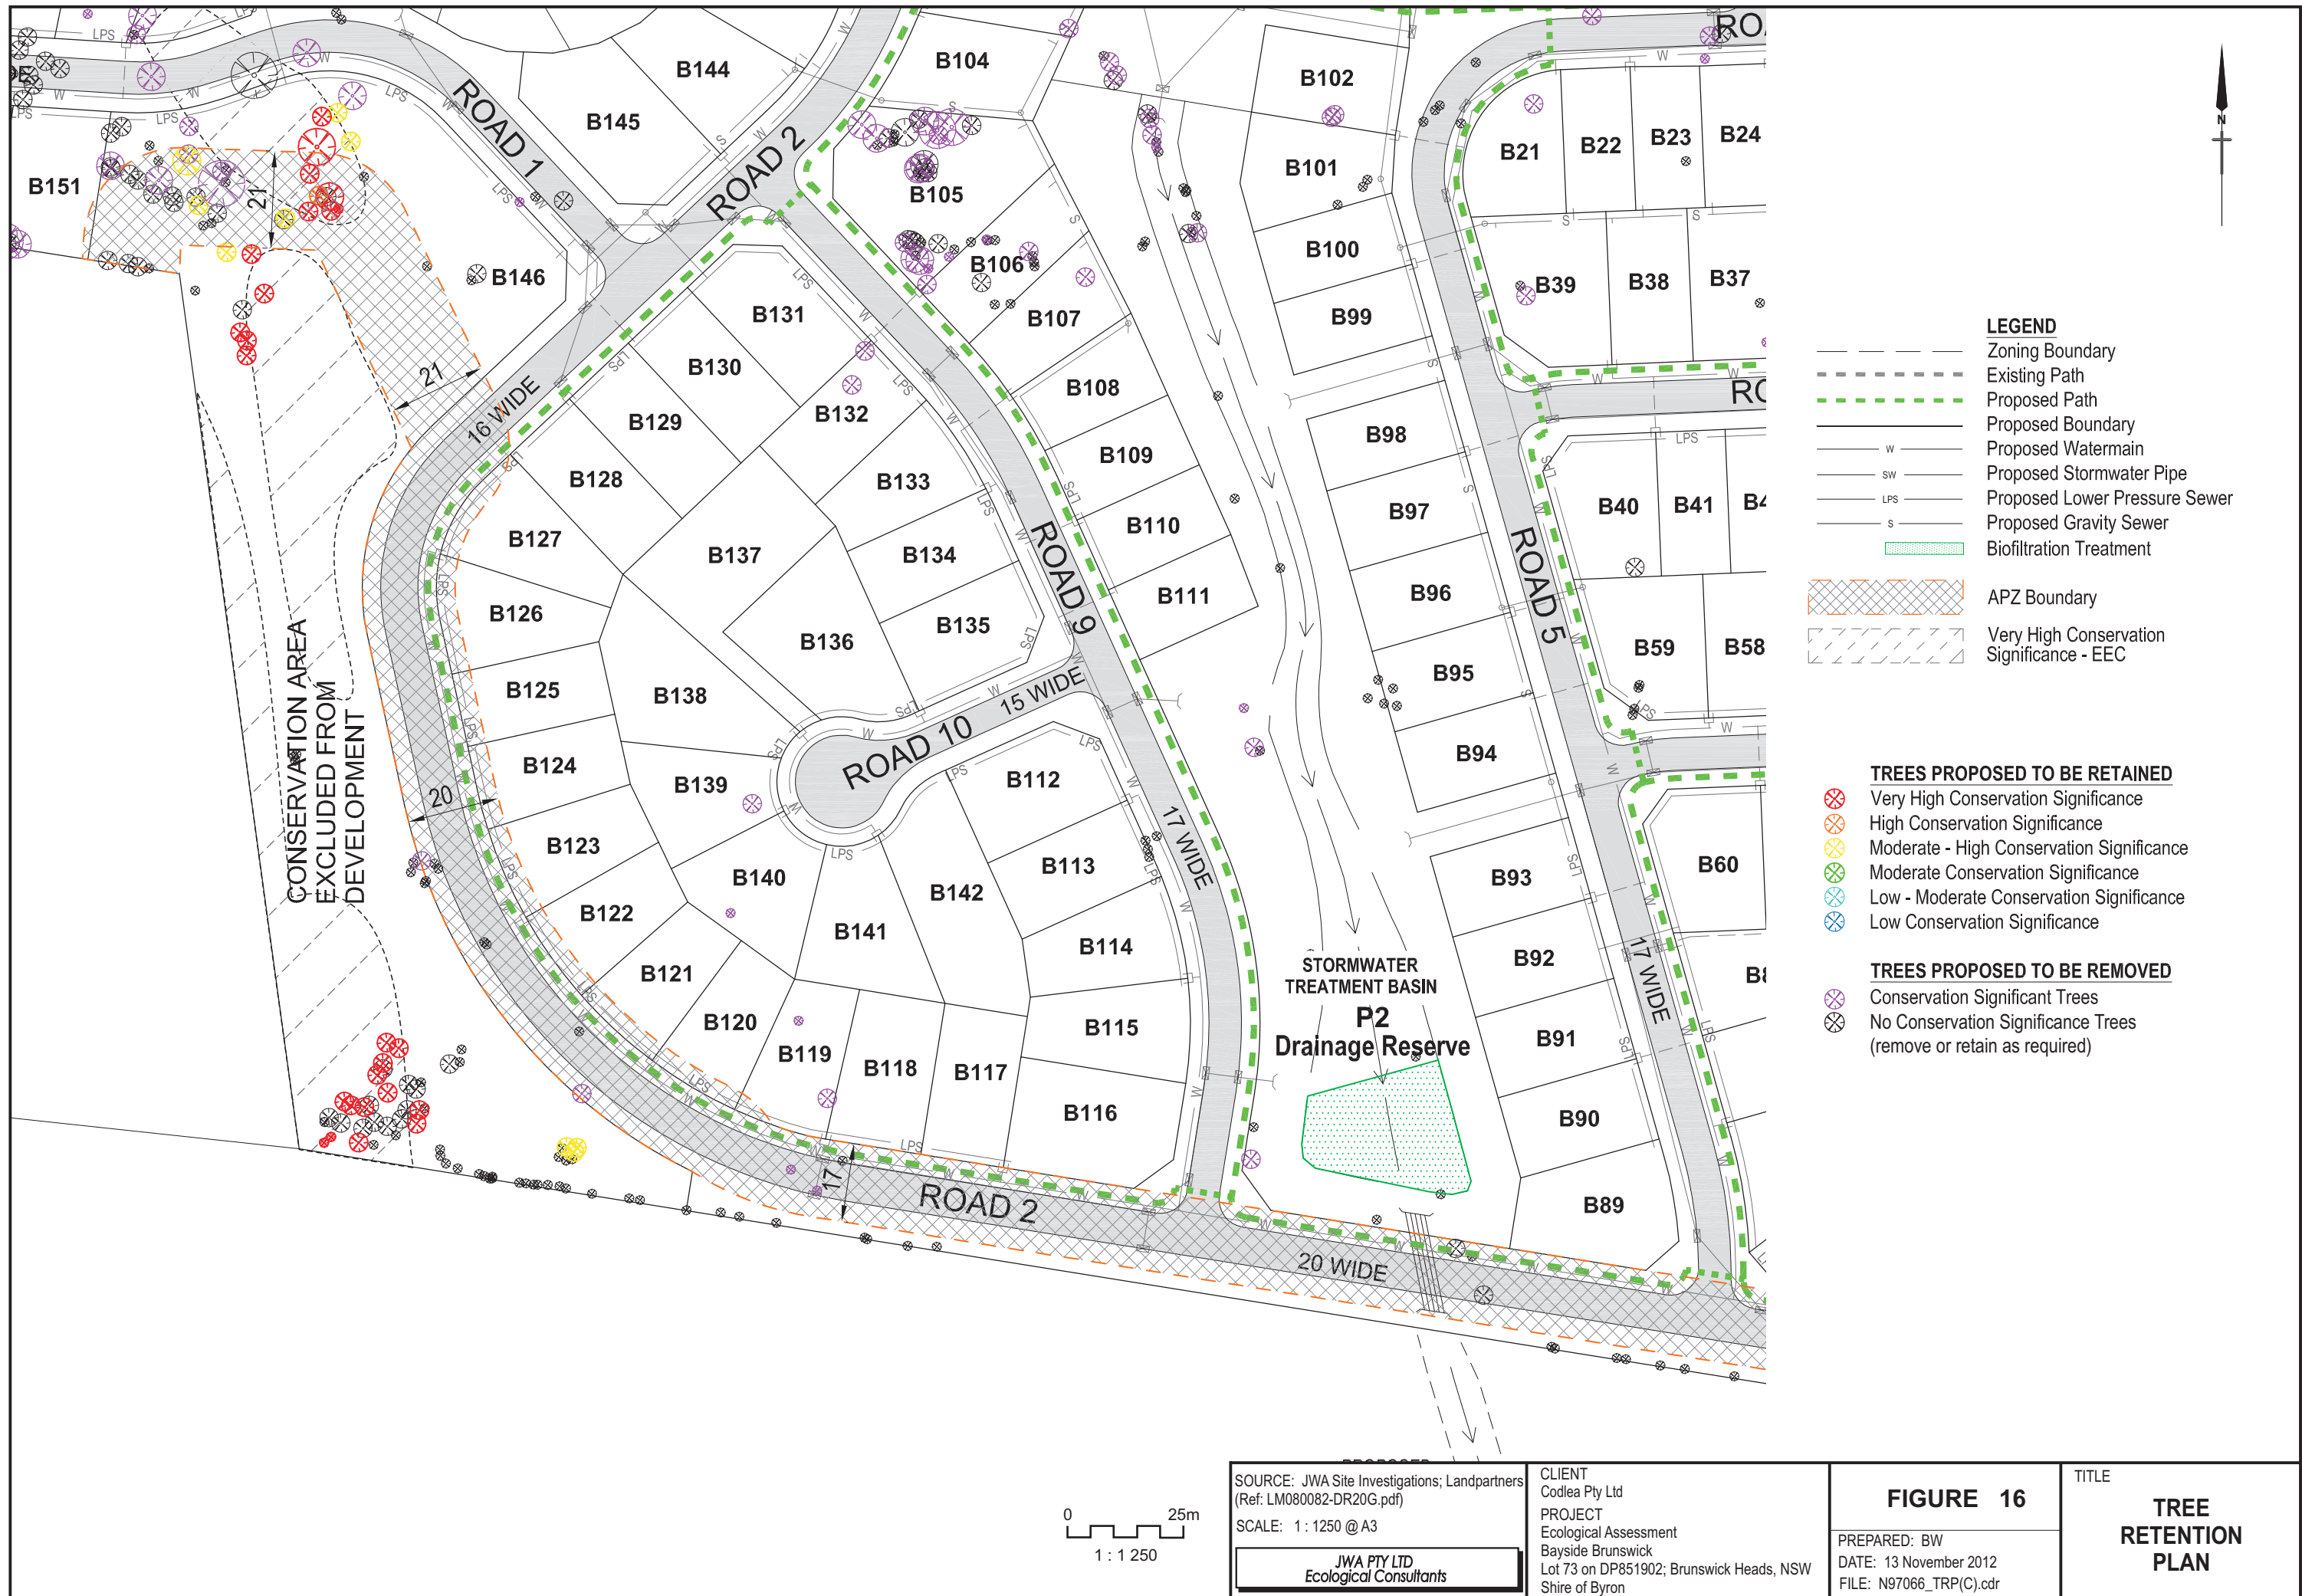 LPS
W
LPS
LPS
LPS
W
ROAD 1
B144
B145
ROAD 2
B104
B105
B106
B107
B108
B109
B110
B111
B102
B101
B100
B99
B98
B97
B96
B95
B94
B93
B92
B91
B90
B89
B21
B22
B23
B24
B39
B38
B37
B40
B41
B59
B58
B60
ROAD 5
17 WIDE
B151
21
B146
21
16 WIDE
B131
B130
B129
B128
B127
B126
B125
B124
B123
B122
B121
B120
B119
B118
B117
B116
B115
B114
B113
B112
B132
B133
B134
B135
B136
B137
B138
B139
B140
B141
B142
ROAD 9
15 WIDE
ROAD 10
17 WIDE
20
17
ROAD 2
20 WIDE
CONSERVATION AREA
EXCLUDED FROM
DEVELOPMENT
STORMWATER
TREATMENT BASIN
P2
Drainage Reserve
N
LEGEND
Zoning Boundary
Existing Path
Proposed Path
Proposed Boundary
W Proposed Watermain
SW Proposed Stormwater Pipe
LPS Proposed Lower Pressure Sewer
S Proposed Gravity Sewer
Biofiltration Treatment
APZ Boundary
Very High Conservation
Significance - EEC
TREES PROPOSED TO BE RETAINED
Very High Conservation Significance
High Conservation Significance
Moderate - High Conservation Significance
Moderate Conservation Significance
Low - Moderate Conservation Significance
Low Conservation Significance
TREES PROPOSED TO BE REMOVED
Conservation Significant Trees
No Conservation Significance Trees
(remove or retain as required)
0 25m
1 : 1 250
SOURCE: JWA Site Investigations; Landpartners
(Ref: LM080082-DR20G.pdf)
SCALE: 1 : 1250 @ A3
JWA PTY LTD
Ecological Consultants
CLIENT
Codlea Pty Ltd
PROJECT
Ecological Assessment
Bayside Brunswick
Lot 73 on DP851902; Brunswick Heads, NSW
Shire of Byron
FIGURE 16
PREPARED: BW
DATE: 13 November 2012
FILE: N97066_TRP(C).cdr
TITLE
TREE
RETENTION
PLAN